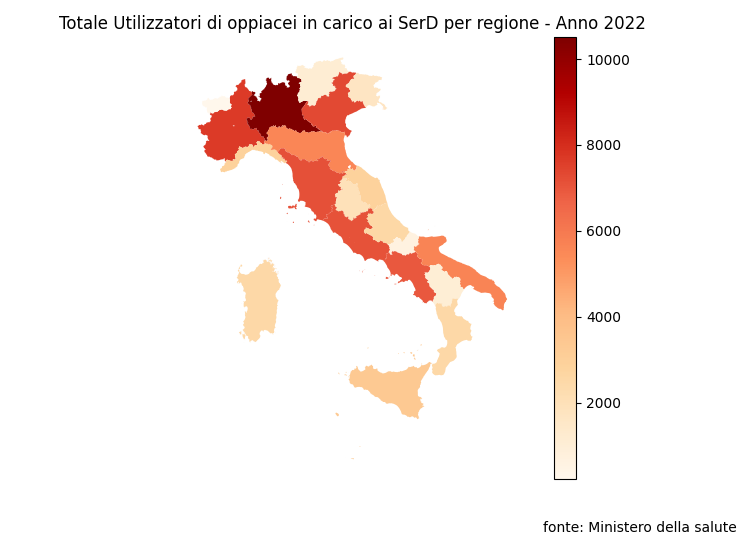 Totale Utilizzatori di oppiacei in carico ai SerD per regione - Anno 2022
10000
8000
6000
4000
2000
fonte: Ministero della salute